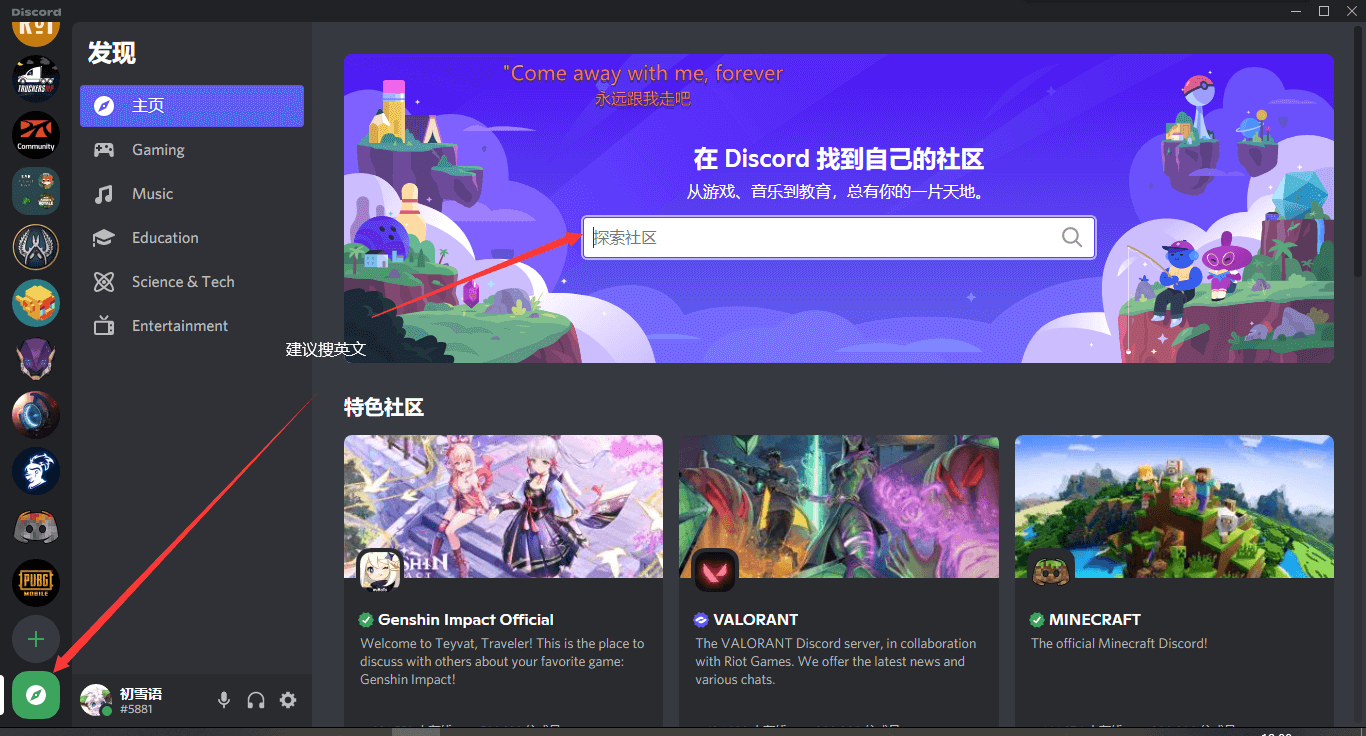 Discord
发现
TRUCKERSMP
Community
PUBG
MOBILE
主页
Gaming
Music
Education
Science & Tech
Entertainment
建议搜英文
初雪语
#5881
"Come away with me, forever
永远跟我走吧
在 Discord 找到自己的社区
从游戏、音乐到教育，总有你的一片天地。
探索社区
特色社区
Genshin Impact Official
Welcome to Teyvat, Traveler! This is the place to
discuss with others about your favorite game:
Genshin Impact!
VALORANT
The VALORANT Discord server, in collaboration
with Riot Games. We offer the latest news and
various chats.
MINECRAFT
The official Minecraft Discord!